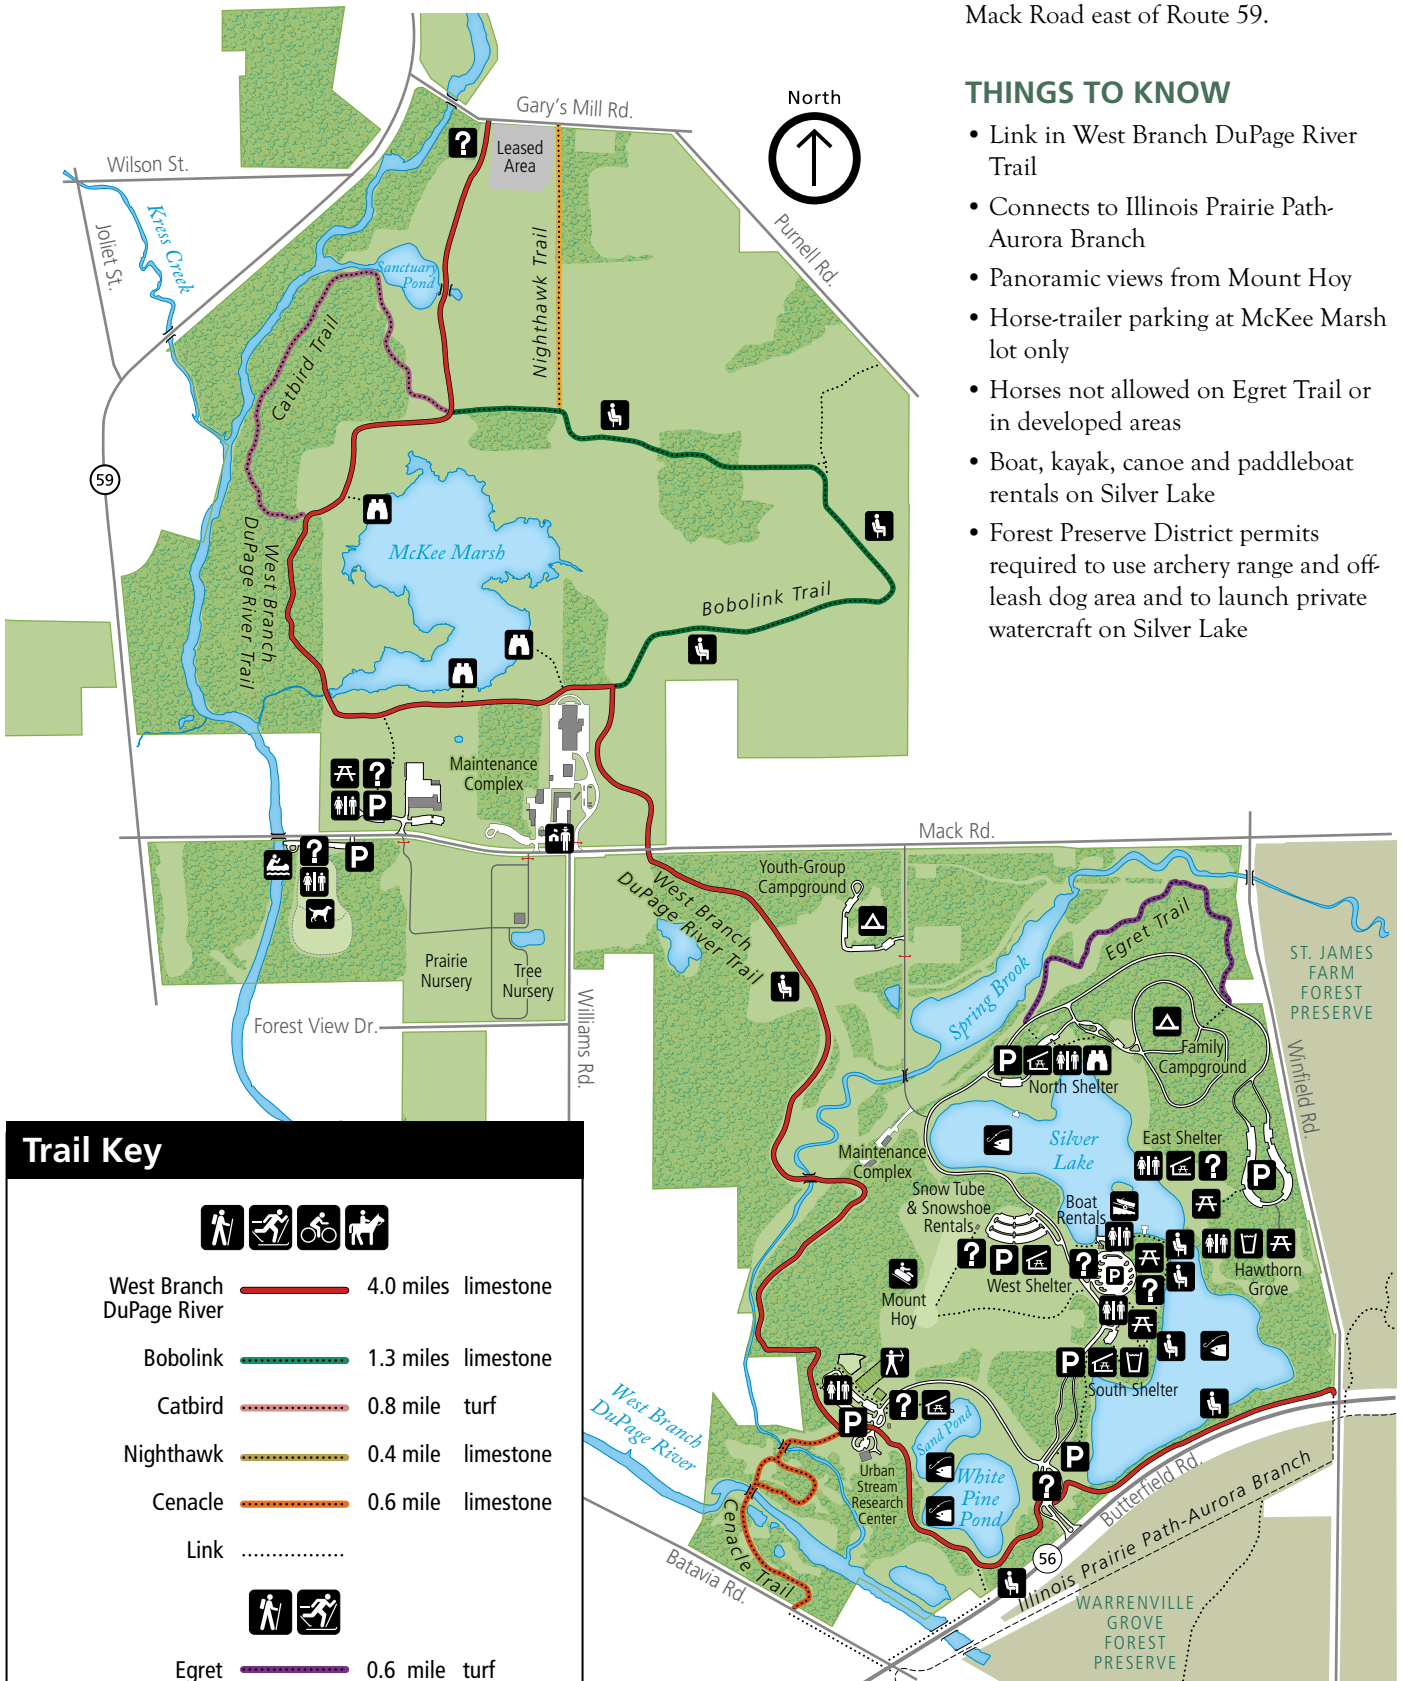 Mack Road east of Route 59.
THINGS TO KNOW
• Link in West Branch DuPage River
Trail
• Connects to Illinois Prairie Path-
Aurora Branch
• Panoramic views from Mount Hoy
• Horse-trailer parking at McKee Marsh
lot only
• Horses not allowed on Egret Trail or
in developed areas
• Boat, kayak, canoe and paddleboat
rentals on Silver Lake
• Forest Preserve District permits
required to use archery range and off-
leash dog area and to launch private
watercraft on Silver Lake
North
Gary's Mill Rd.
Leased
Area
Wilson St.
Joliet St.
Kress Creek
Purnell Rd.
Sanctuary
Pond
Nighthawk Trail
Catbird Trail
59
McKee Marsh
West Branch
DuPage River Trail
Bobolink Trail
Maintenance
Complex
?
P
Mack Rd.
?
P
?
Youth-Group
Campground
West Branch
DuPage River Trail
Egret Trail
Spring Brook
Prairie
Nursery
Tree
Nursery
Forest View Dr.
Williams Rd.
ST. JAMES
FARM
FOREST
PRESERVE
Family
Campground
P
North Shelter
Winfield Rd.
Silver
Lake
East Shelter
?
P
Maintenance
Complex
Snow Tube
& Snowshoe
Rentals
Boat
Rentals
?
P
West Shelter
?
P
?
Hawthorn
Grove
Mount
Hoy
P
South Shelter
?
P
Sand Pond
White
Pine
Pond
Urban
Stream
Research
Center
P
?
West Branch
DuPage River
Cenacle Trail
Batavia Rd.
Butterfield Rd.
56
Illinois Prairie Path-Aurora Branch
WARRENVILLE
GROVE
FOREST
PRESERVE
Trail Key
West Branch
DuPage River
4.0 miles limestone
Bobolink 1.3 miles limestone
Catbird 0.8 mile turf
Nighthawk 0.4 mile limestone
Cenacle 0.6 mile limestone
Link
Egret 0.6 mile turf